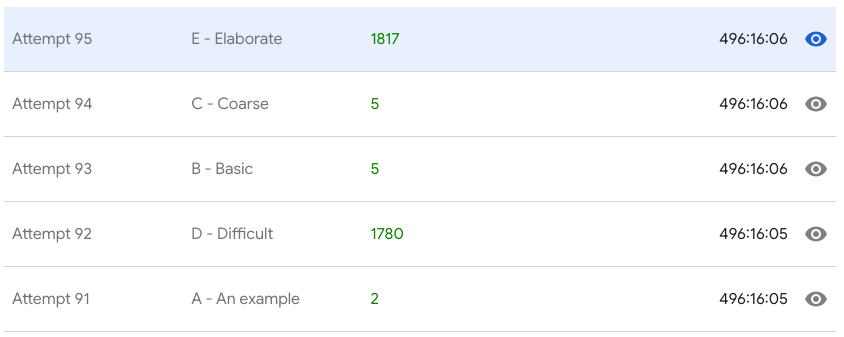 Attempt 95 E - Elaborate 1817 496:16:06
Attempt 94 C - Coarse 5 496:16:06
Attempt 93 B - Basic 5 496:16:06
Attempt 92 D - Difficult 1780 496:16:05
Attempt 91 A - An example 2 496:16:05